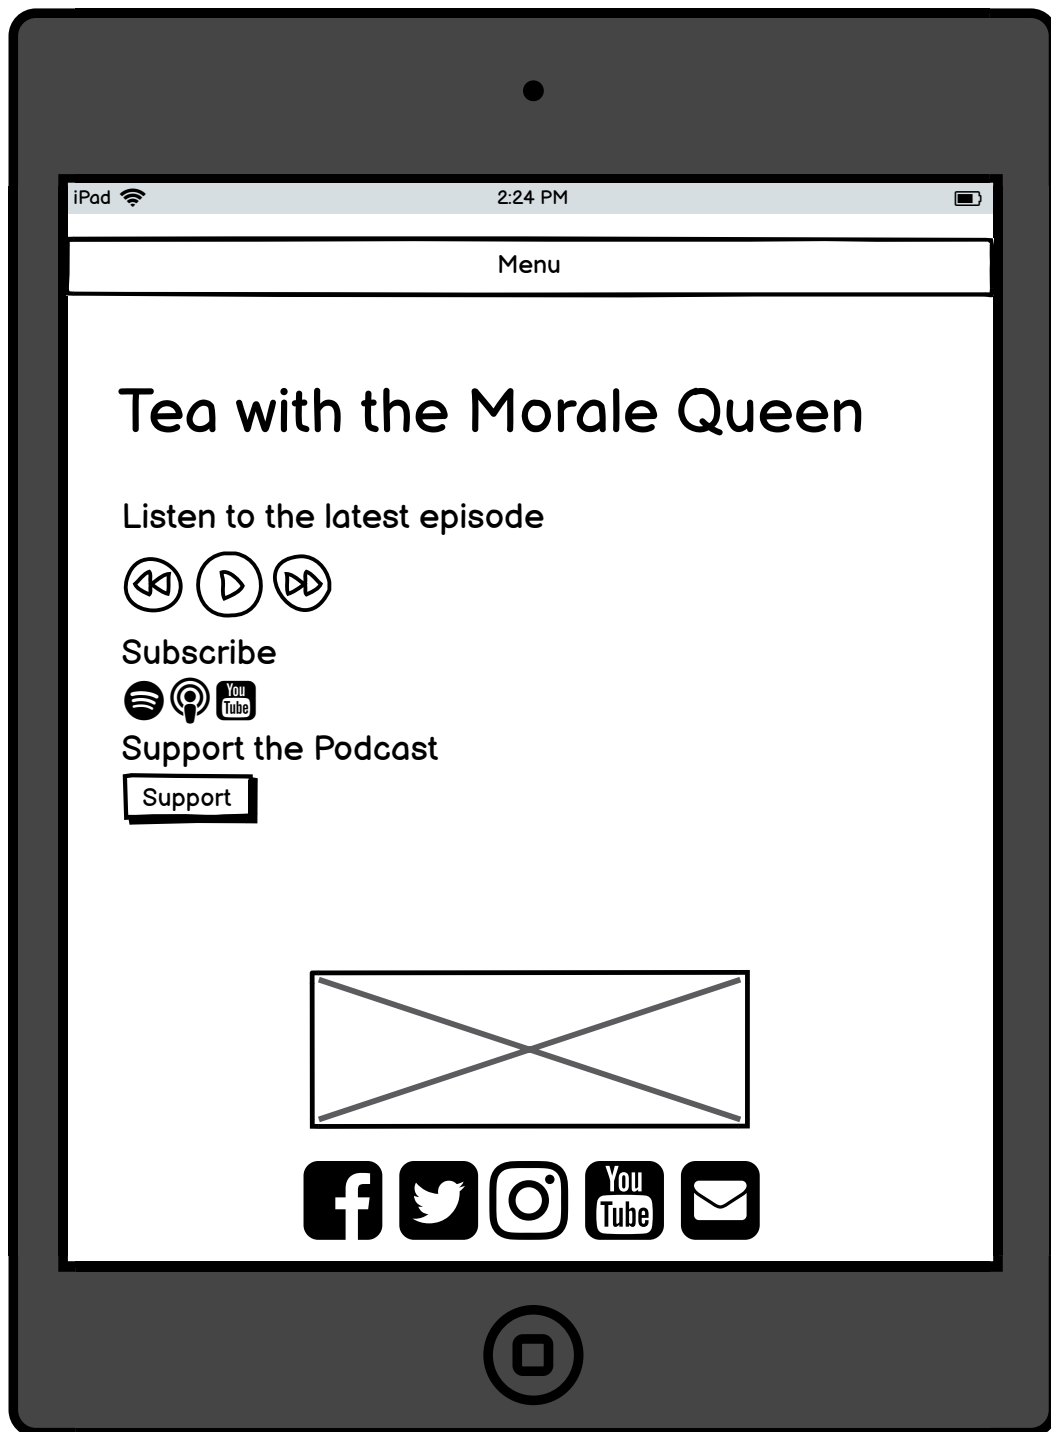 iPad 2:24 PM
Menu
Tea with the Morale Queen
Listen to the latest episode
Subscribe
You
Tube
Support the Podcast
Support
You
Tube